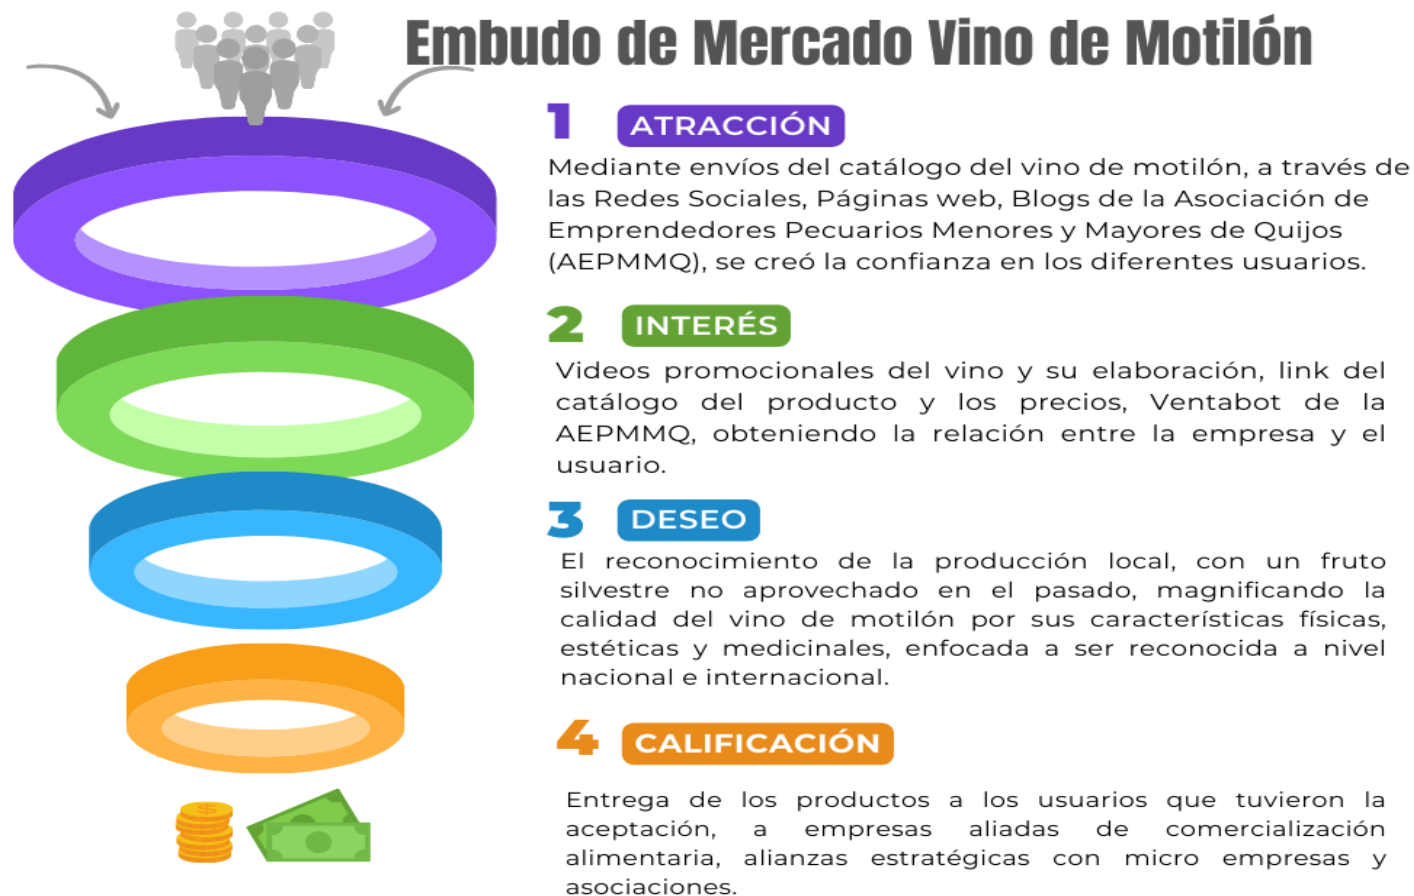 Embudo de Mercado Vino de Motilón
1 ATRACCIÓN
Mediante envíos del catálogo del vino de motilón, a través de
las Redes Sociales, Páginas web, Blogs de la Asociación de
Emprendedores Pecuarios Menores y Mayores de Quijos
(AEPMMQ), se creó la confianza en los diferentes usuarios.
2 INTERÉS
Videos promocionales del vino y su elaboración, link del
catálogo del producto y los precios, Ventabot de la
AEPMMQ, obteniendo la relación entre la empresa y el
usuario.
3 DESEO
El reconocimiento de la producción local, con un fruto
silvestre no aprovechado en el pasado, magnificando la
calidad del vino de motilón por sus características físicas,
estéticas y medicinales, enfocada a ser reconocida a nivel
nacional e internacional.
4 CALIFICACIÓN
Entrega de los productos a los usuarios que tuvieron la
aceptación, a empresas aliadas de comercialización
alimentaria, alianzas estratégicas con micro empresas y
asociaciones.
$